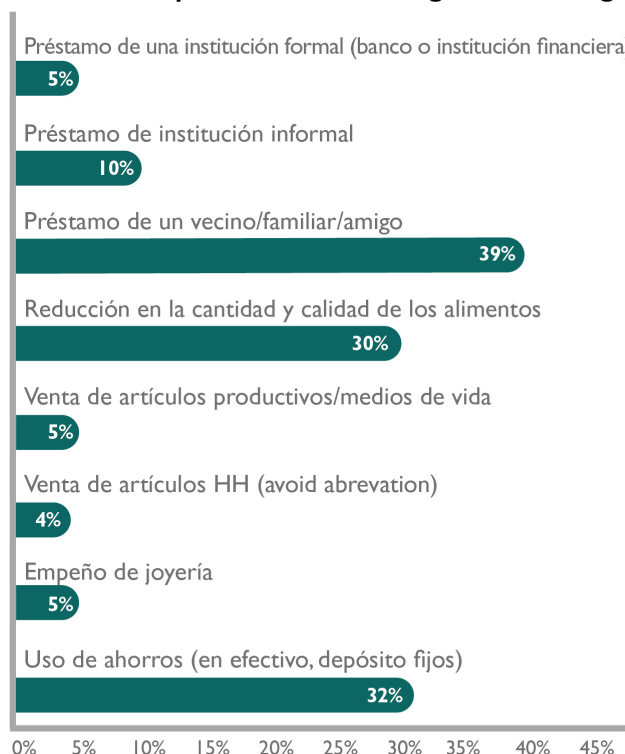 Préstamo de una institución formal (banco o institución financiera)
5%
Préstamo de institución informal
10%
Préstamo de un vecino/familiar/amigo
39%
Reducción en la cantidad y calidad de los alimentos
30%
Venta de artículos productivos/medios de vida
5%
Venta de artículos HH (avoid abrevation)
4%
Empeño de joyería
5%
Uso de ahorros (en efectivo, depósito fijos)
32%
0% 5% 10% 15% 20% 25% 30% 35% 40% 45%